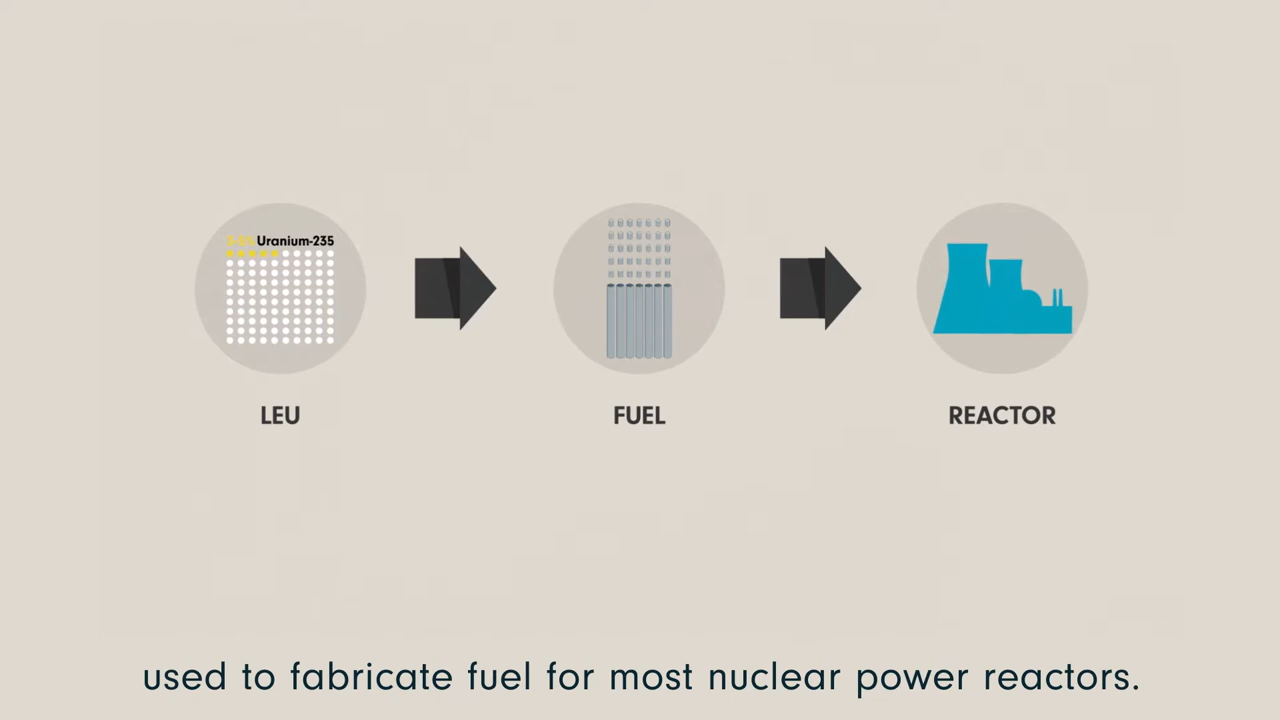 Uranium-235
LEU
FUEL
REACTOR
used to fabricate fuel for most nuclear power reactors.